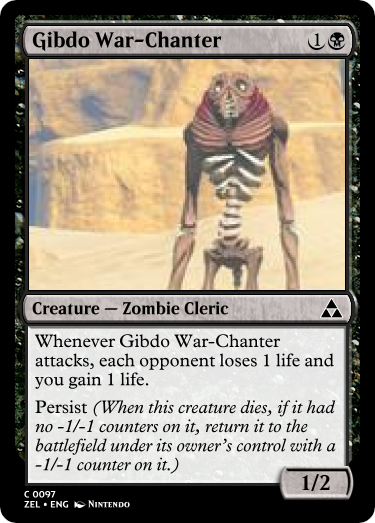 Gibdo War-Chanter 1
Creature — Zombie Cleric
Whenever Gibdo War-Chanter
attacks, each opponent loses 1 life and
you gain 1 life.
Persist (When this creature dies, if it had
no -1/-1 counters on it, return it to the
battlefield under its owner's control with a
-1/-1 counter on it.)
1/2
C 0097
ZEL • ENG Nintendo